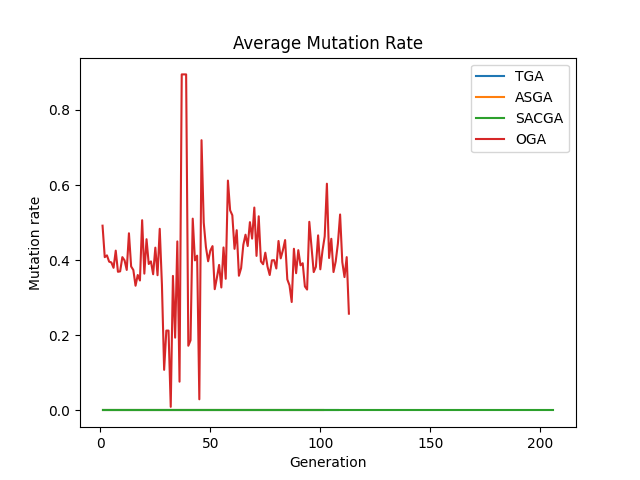 Average Mutation Rate
TGA
ASGA
SACGA
OGA
Mutation rate
0.8
0.6
0.4
0.2
0.0
0
50
100
150
200
Generation